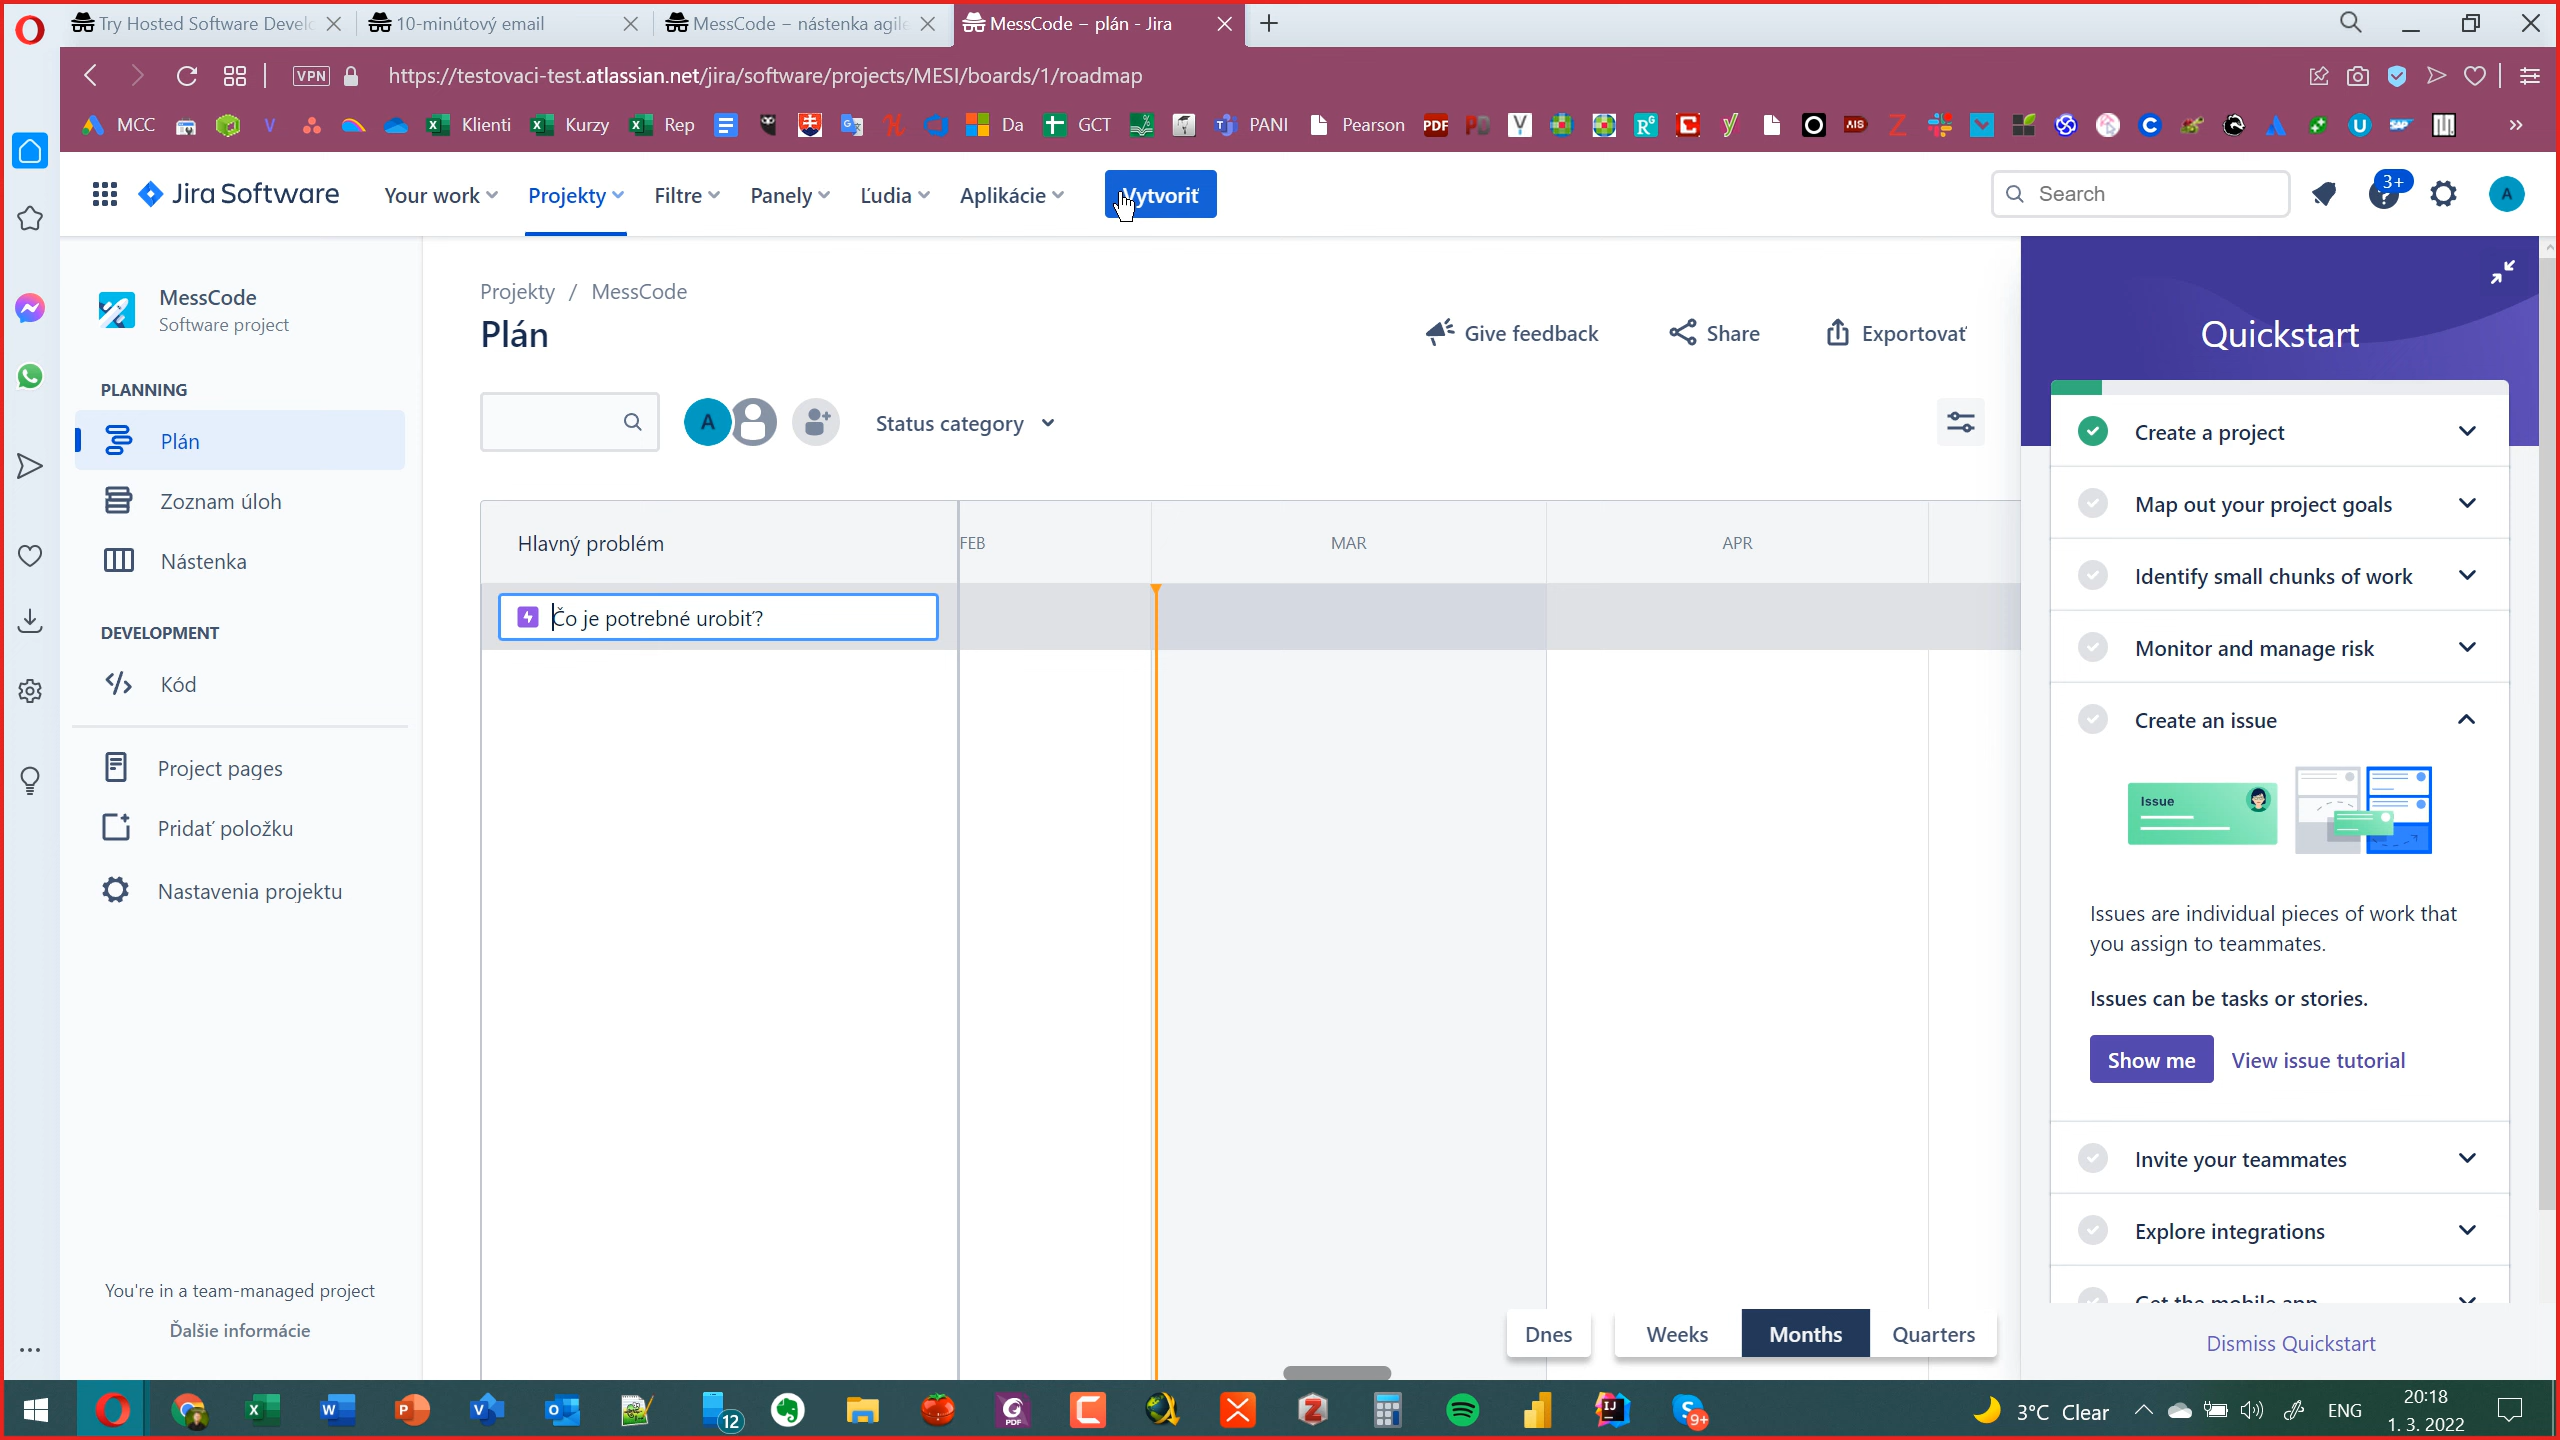 Try Hosted Software Develo
10-minútový email
MessCode – nástenka agile
MessCode – plán - Jira
VPN
https://testovaci-test.atlassian.net/jira/software/projects/MESI/boards/1/roadmap
MCC
Klienti
Kurzy
Rep
Da
GCT
PANI
Pearson
PDF
AIS
SAP
Jira Software
Your work
Projekty
Filtre
Panely
Ľudia
Aplikácie
Vytvoriť
Search
3+
A
MessCode
Software project
PLANNING
Plán
Zoznam úloh
Nástenka
DEVELOPMENT
Kód
Project pages
Pridať položku
Nastavenia projektu
You're in a team-managed project
Ďalšie informácie
Projekty / MessCode
Plán
Give feedback
Share
Exportovať
A
Status category
Hlavný problém
FEB
MAR
APR
Čo je potrebné urobiť?
Dnes
Weeks
Months
Quarters
Quickstart
Create a project
Map out your project goals
Identify small chunks of work
Monitor and manage risk
Create an issue
Issue
Issues are individual pieces of work that
you assign to teammates.
Issues can be tasks or stories.
Show me
View issue tutorial
Invite your teammates
Explore integrations
Get the mobile app
Dismiss Quickstart
12
9+
3°C Clear
ENG
20:18
1. 3. 2022